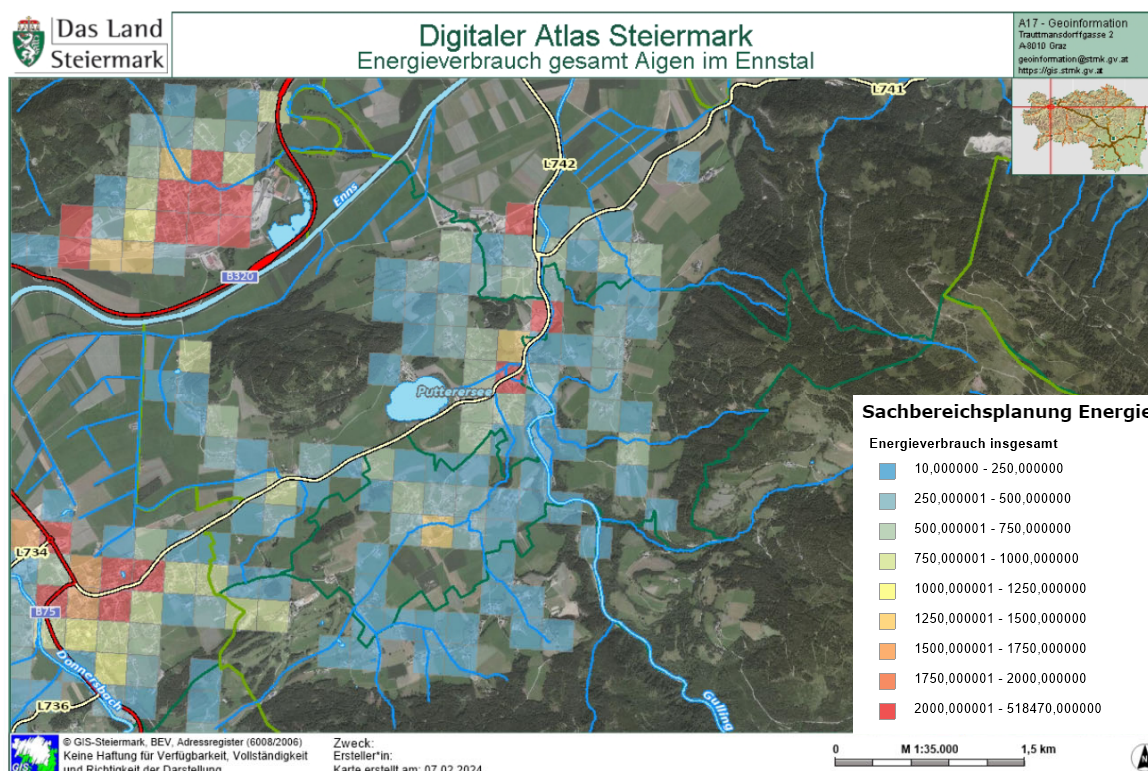 Das Land
Steiermark
Digitaler Atlas Steiermark
Energieverbrauch gesamt Aigen im Ennstal
A17 - Geoinformation
Trauttmansdorffgasse 2
A-8010 Graz
geoinformation@stmk.gv.at
https://gis.stmk.gv.at
L741
L742
Enns
B320
Putterersee
L734
B75
Donnersbach
L736
Gulling
Sachbereichsplanung Energie
Energieverbrauch insgesamt
10,000000 - 250,000000
250,000001 - 500,000000
500,000001 - 750,000000
750,000001 - 1000,000000
1000,000001 - 1250,000000
1250,000001 - 1500,000000
1500,000001 - 1750,000000
1750,000001 - 2000,000000
2000,000001 - 518470,000000
GIS
© GIS-Steiermark, BEV, Adressregister (6008/2006)
Keine Haftung für Verfügbarkeit, Vollständigkeit
und Richtigkeit der Darstellung
Zweck:
Ersteller*in:
Karte erstellt am: 07.02.2024
0 M 1:35.000 1,5 km